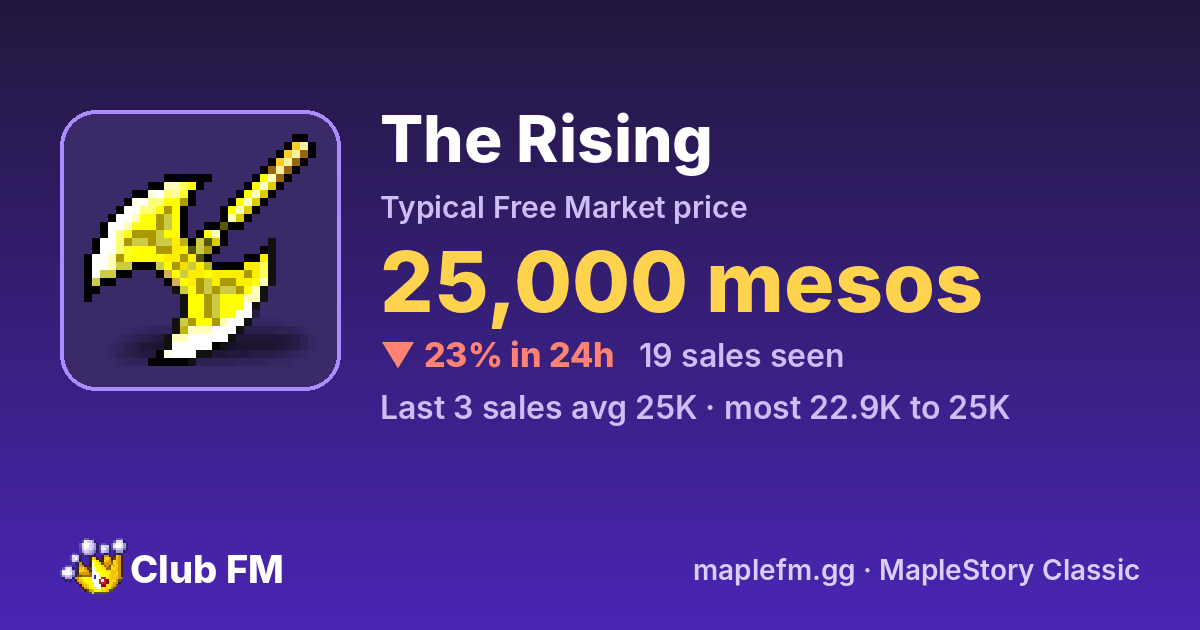 The Rising
Typical Free Market price
25,000 mesos
▼ 23% in 24h 19 sales seen
Last 3 sales avg 25K · most 22.9K to 25K
Club FM
maplefm.gg · MapleStory Classic